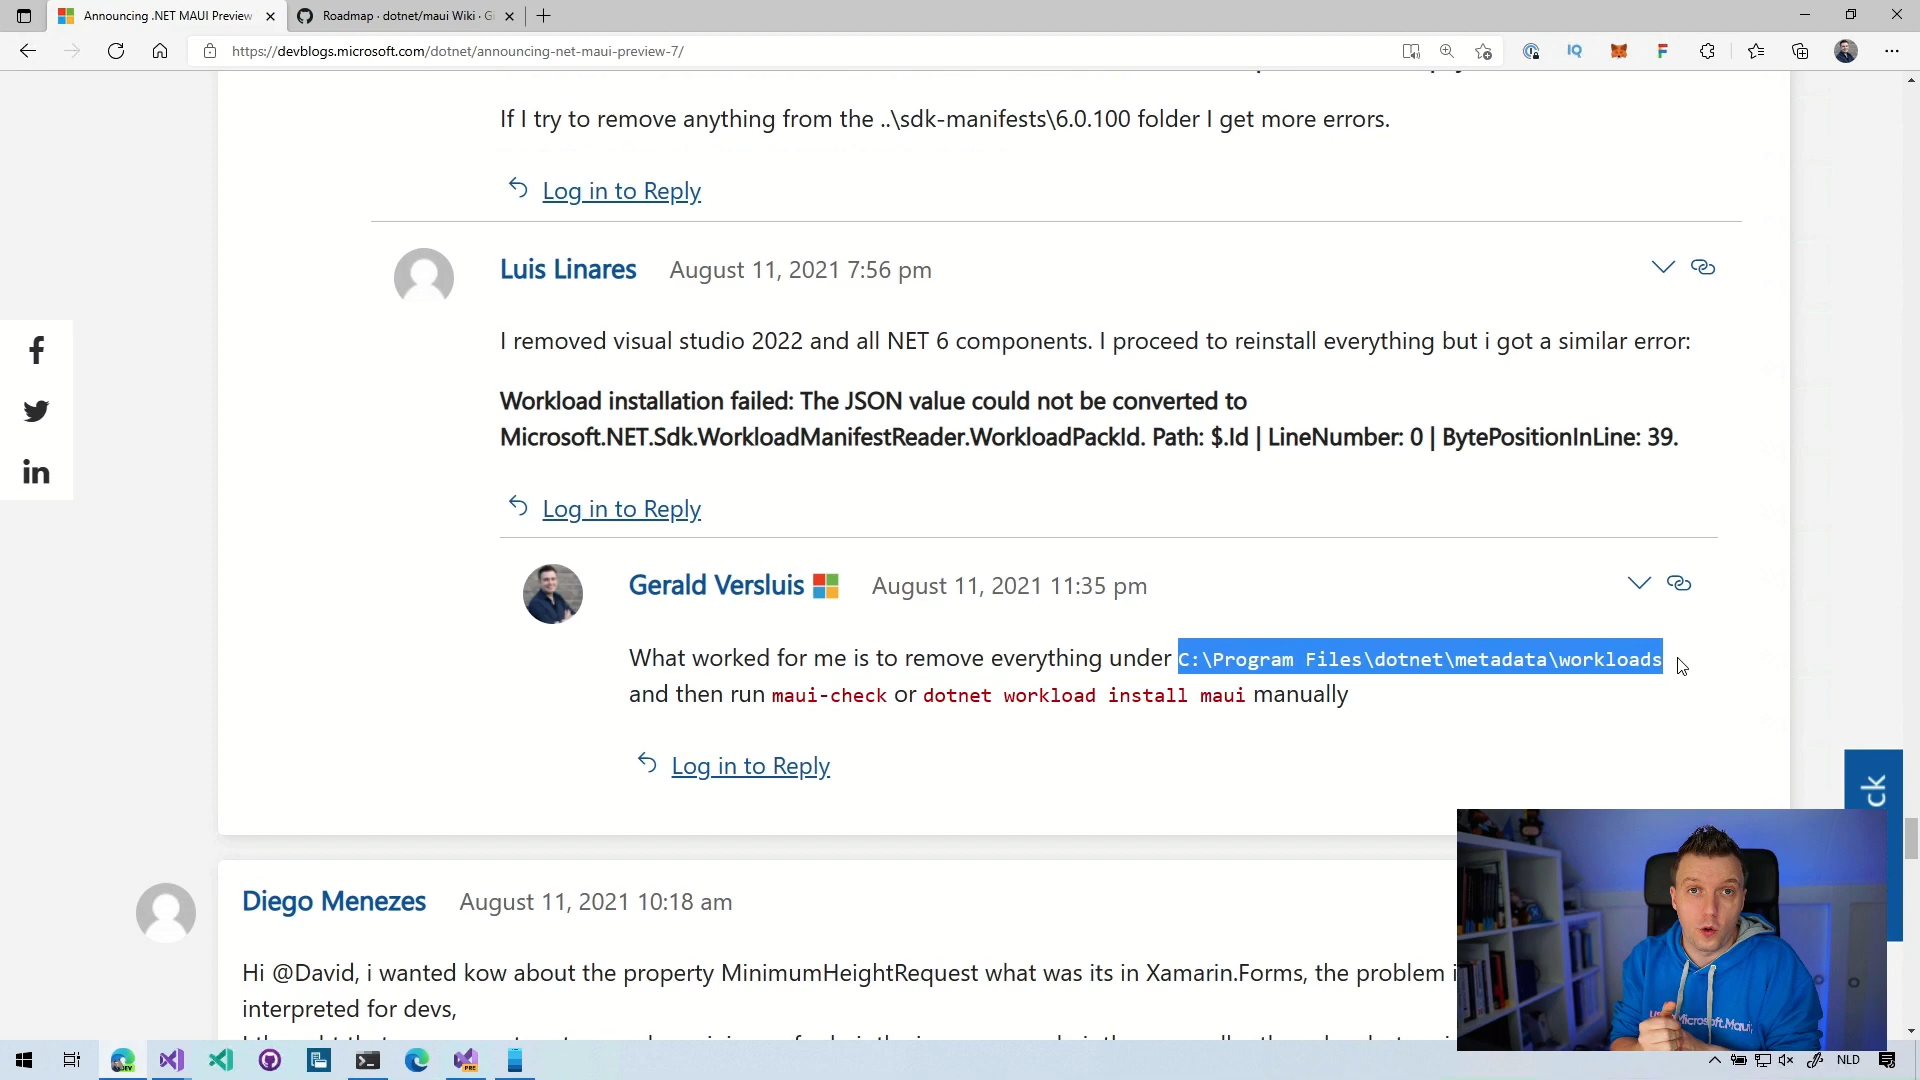 Announcing .NET MAUI Preview
Roadmap · dotnet/maui Wiki · Gi
https://devblogs.microsoft.com/dotnet/announcing-net-maui-preview-7/
If I try to remove anything from the ..\sdk-manifests\6.0.100 folder I get more errors.
Log in to Reply
Luis Linares August 11, 2021 7:56 pm
I removed visual studio 2022 and all NET 6 components. I proceed to reinstall everything but i got a similar error:
Workload installation failed: The JSON value could not be converted to
Microsoft.NET.Sdk.WorkloadManifestReader.WorkloadPackId. Path: $.Id | LineNumber: 0 | BytePositionInLine: 39.
Log in to Reply
Gerald Versluis August 11, 2021 11:35 pm
What worked for me is to remove everything under C:\Program Files\dotnet\metadata\workloads
and then run maui-check or dotnet workload install maui manually
Log in to Reply
ck
Diego Menezes August 11, 2021 10:18 am
Hi @David, i wanted kow about the property MinimumHeightRequest what was its in Xamarin.Forms, the problem i
interpreted for devs,
Microsoft.Maui
NLD